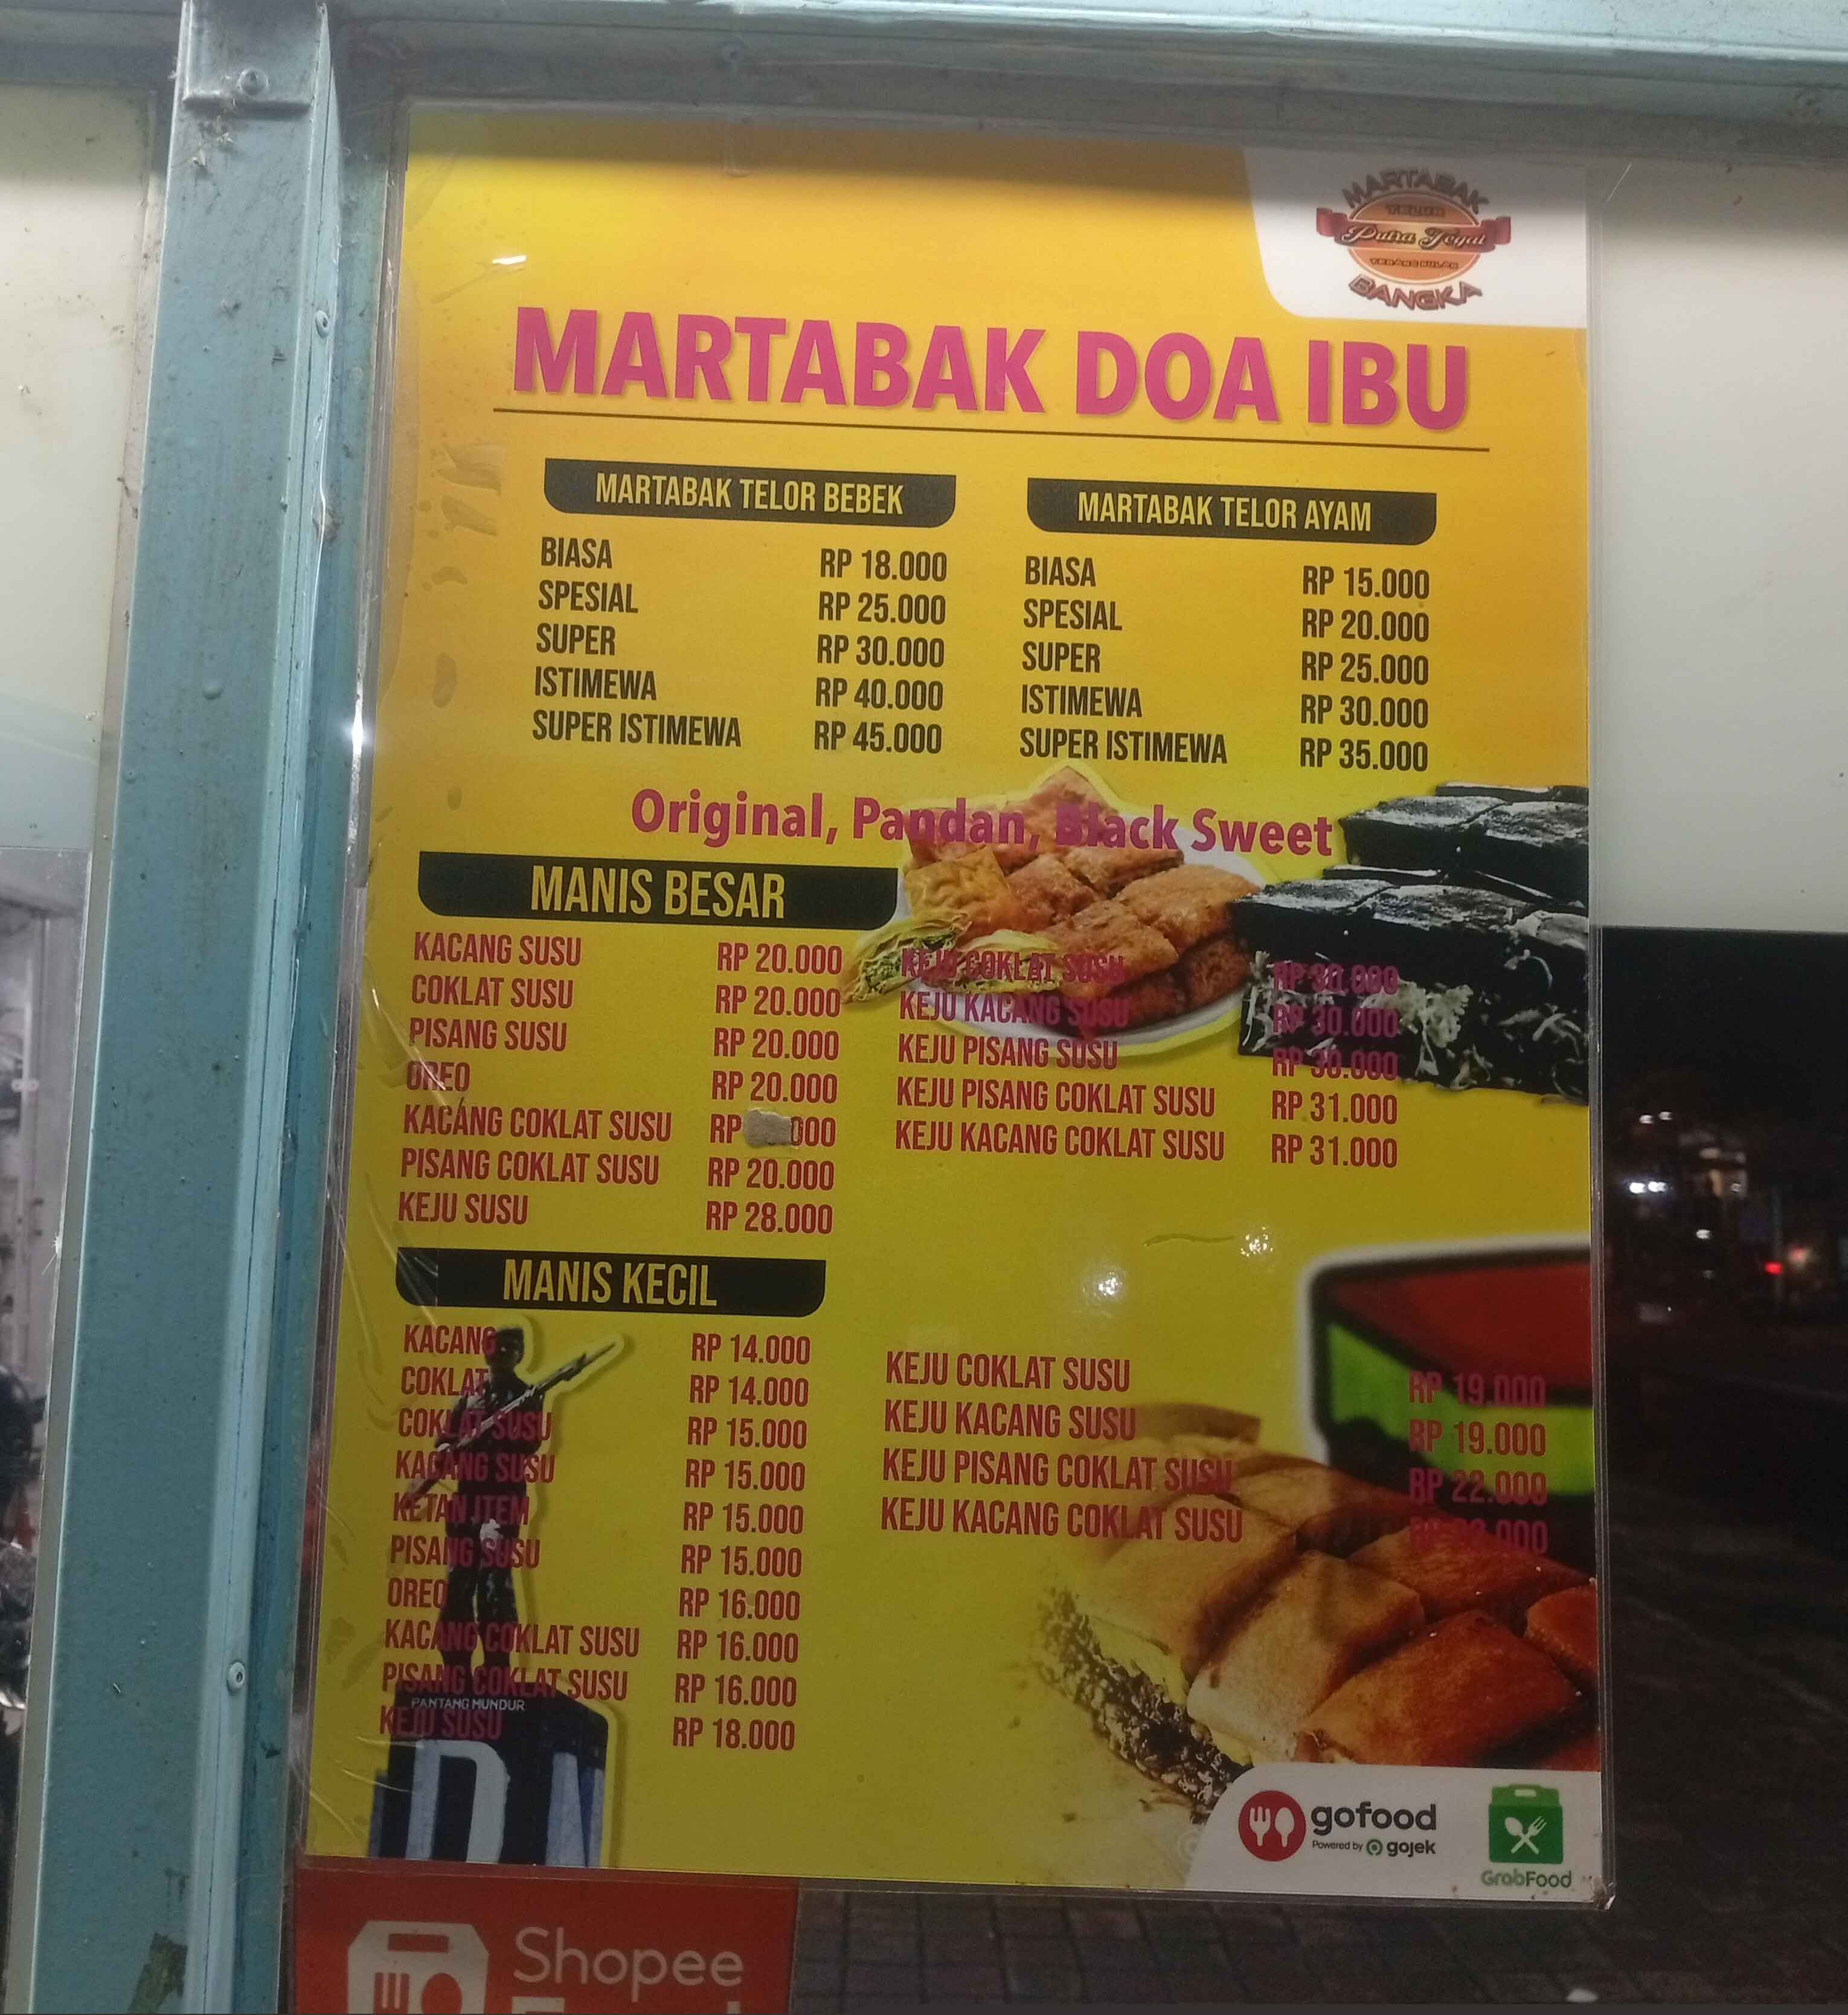 MARTABAK
TELUR
Putra Tegal
TERANG BULAN
BANGKA
MARTABAK DOA IBU
MARTABAK TELOR BEBEK
BIASA RP 18.000
SPESIAL RP 25.000
SUPER RP 30.000
ISTIMEWA RP 40.000
SUPER ISTIMEWA RP 45.000
MARTABAK TELOR AYAM
BIASA RP 15.000
SPESIAL RP 20.000
SUPER RP 25.000
ISTIMEWA RP 30.000
SUPER ISTIMEWA RP 35.000
Original, Pandan, Black Sweet
MANIS BESAR
KACANG SUSU RP 20.000
COKLAT SUSU RP 20.000
PISANG SUSU RP 20.000
OREO RP 20.000
KACANG COKLAT SUSU RP 000
PISANG COKLAT SUSU RP 20.000
KEJU SUSU RP 28.000
KEJU COKLAT SUSU RP 30.000
KEJU KACANG SUSU RP 30.000
KEJU PISANG SUSU RP 30.000
KEJU PISANG COKLAT SUSU RP 31.000
KEJU KACANG COKLAT SUSU RP 31.000
MANIS KECIL
KACANG RP 14.000
COKLAT RP 14.000
COKLAT SUSU RP 15.000
KACANG SUSU RP 15.000
KETAN ITEM RP 15.000
PISANG SUSU RP 15.000
OREO RP 16.000
KACANG COKLAT SUSU RP 16.000
PISANG COKLAT SUSU RP 16.000
KEJU SUSU RP 18.000
KEJU COKLAT SUSU RP 19.000
KEJU KACANG SUSU RP 19.000
KEJU PISANG COKLAT SUSU RP 22.000
KEJU KACANG COKLAT SUSU RP
PANTANG MUNDUR
gofood
Powered by gojek
GrabFood
Shopee